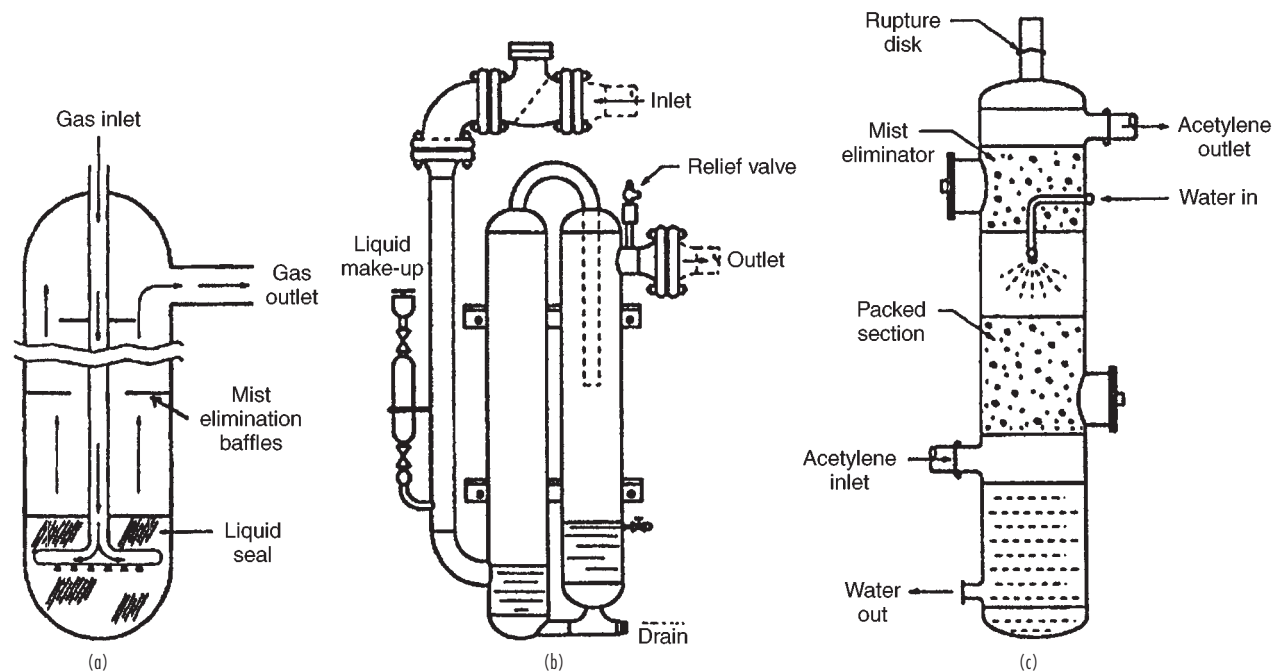 Gas inlet
Gas
outlet
Mist
elimination
baffles
Liquid
seal
(a)
Inlet
Relief valve
Liquid
make-up
Outlet
Drain
(b)
Rupture
disk
Mist
eliminator
Acetylene
outlet
Water in
Packed
section
Acetylene
inlet
Water
out
(c)